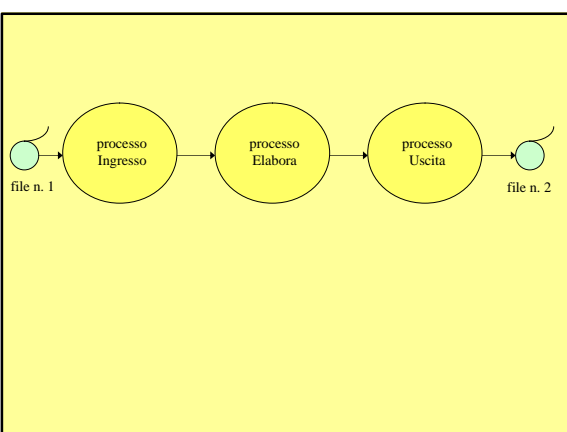 processo
Ingresso
processo
Elabora
processo
Uscita
file n. 1
file n. 2